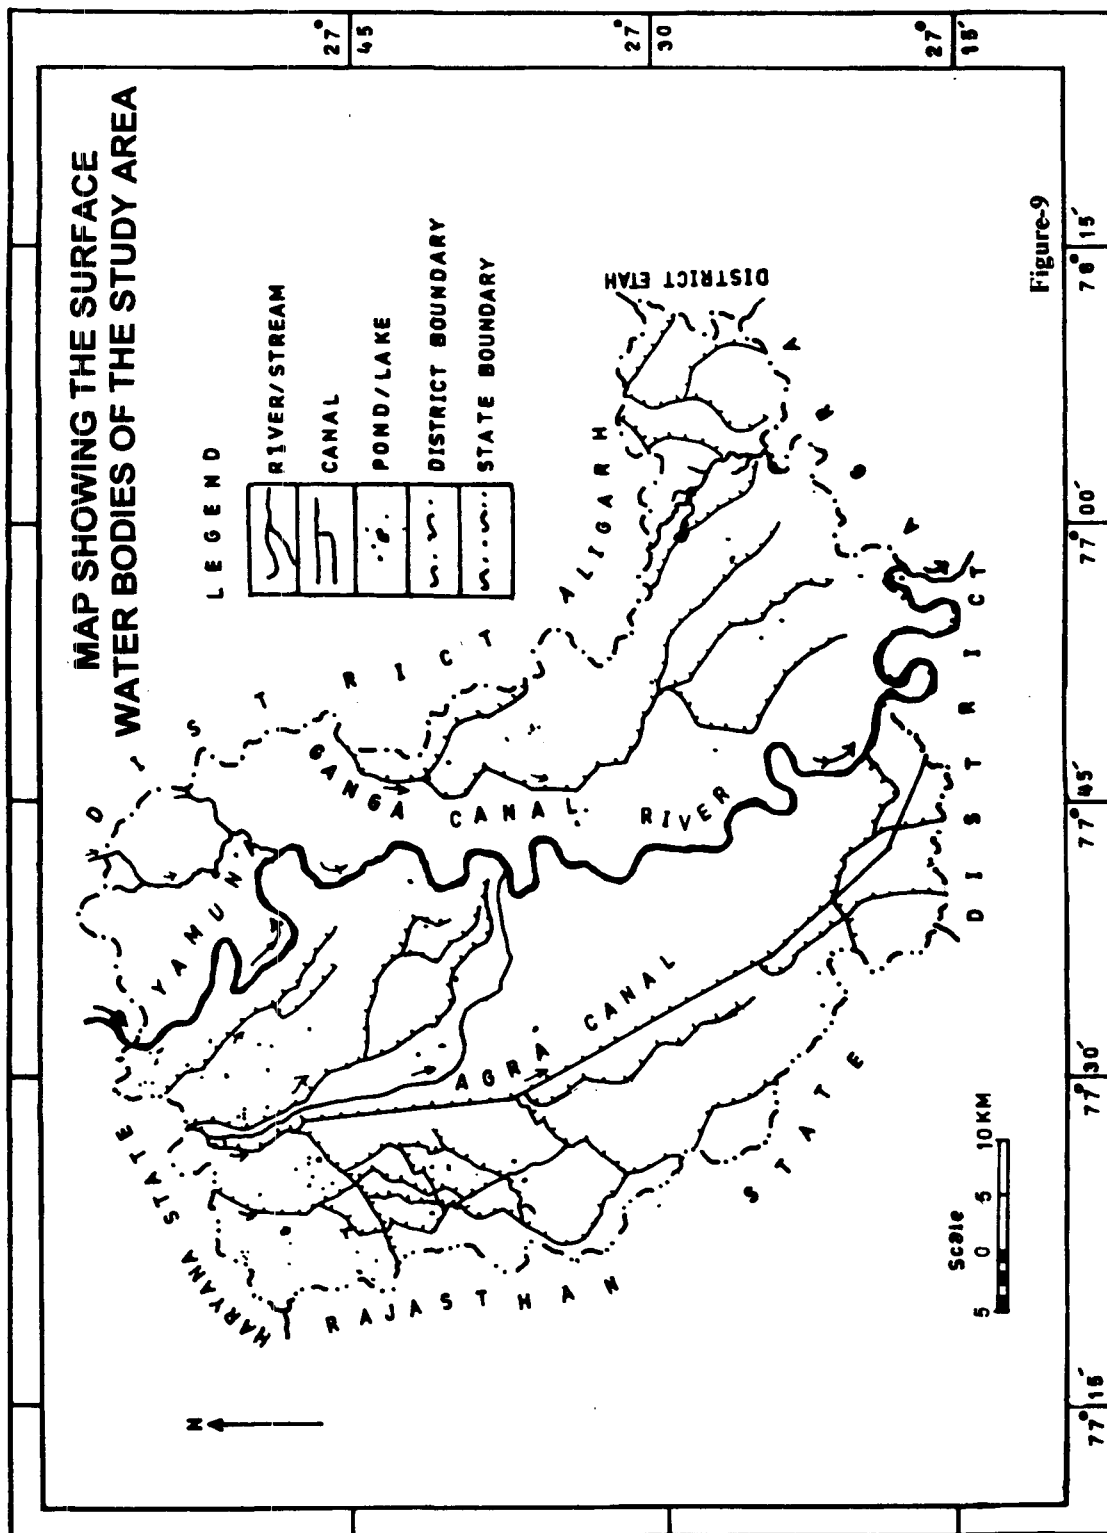 MAP SHOWING THE SURFACE
WATER BODIES OF THE STUDY AREA
LEGEND
RIVER/STREAM
CANAL
POND/LAKE
DISTRICT BOUNDARY
STATE BOUNDARY
N
HARYANA STATE
RAJASTHAN
STATE
DISTRICT ALIGARH
DISTRICT ETAH
DISTRICT
AGRA
YAMUNA
RIVER
GANGA CANAL
AGRA CANAL
Scale
5 0 5 10 KM
Figure-9
27° 45
27° 30
27° 15'
77° 15'
77° 30'
77° 45'
77° 00'
78° 15'